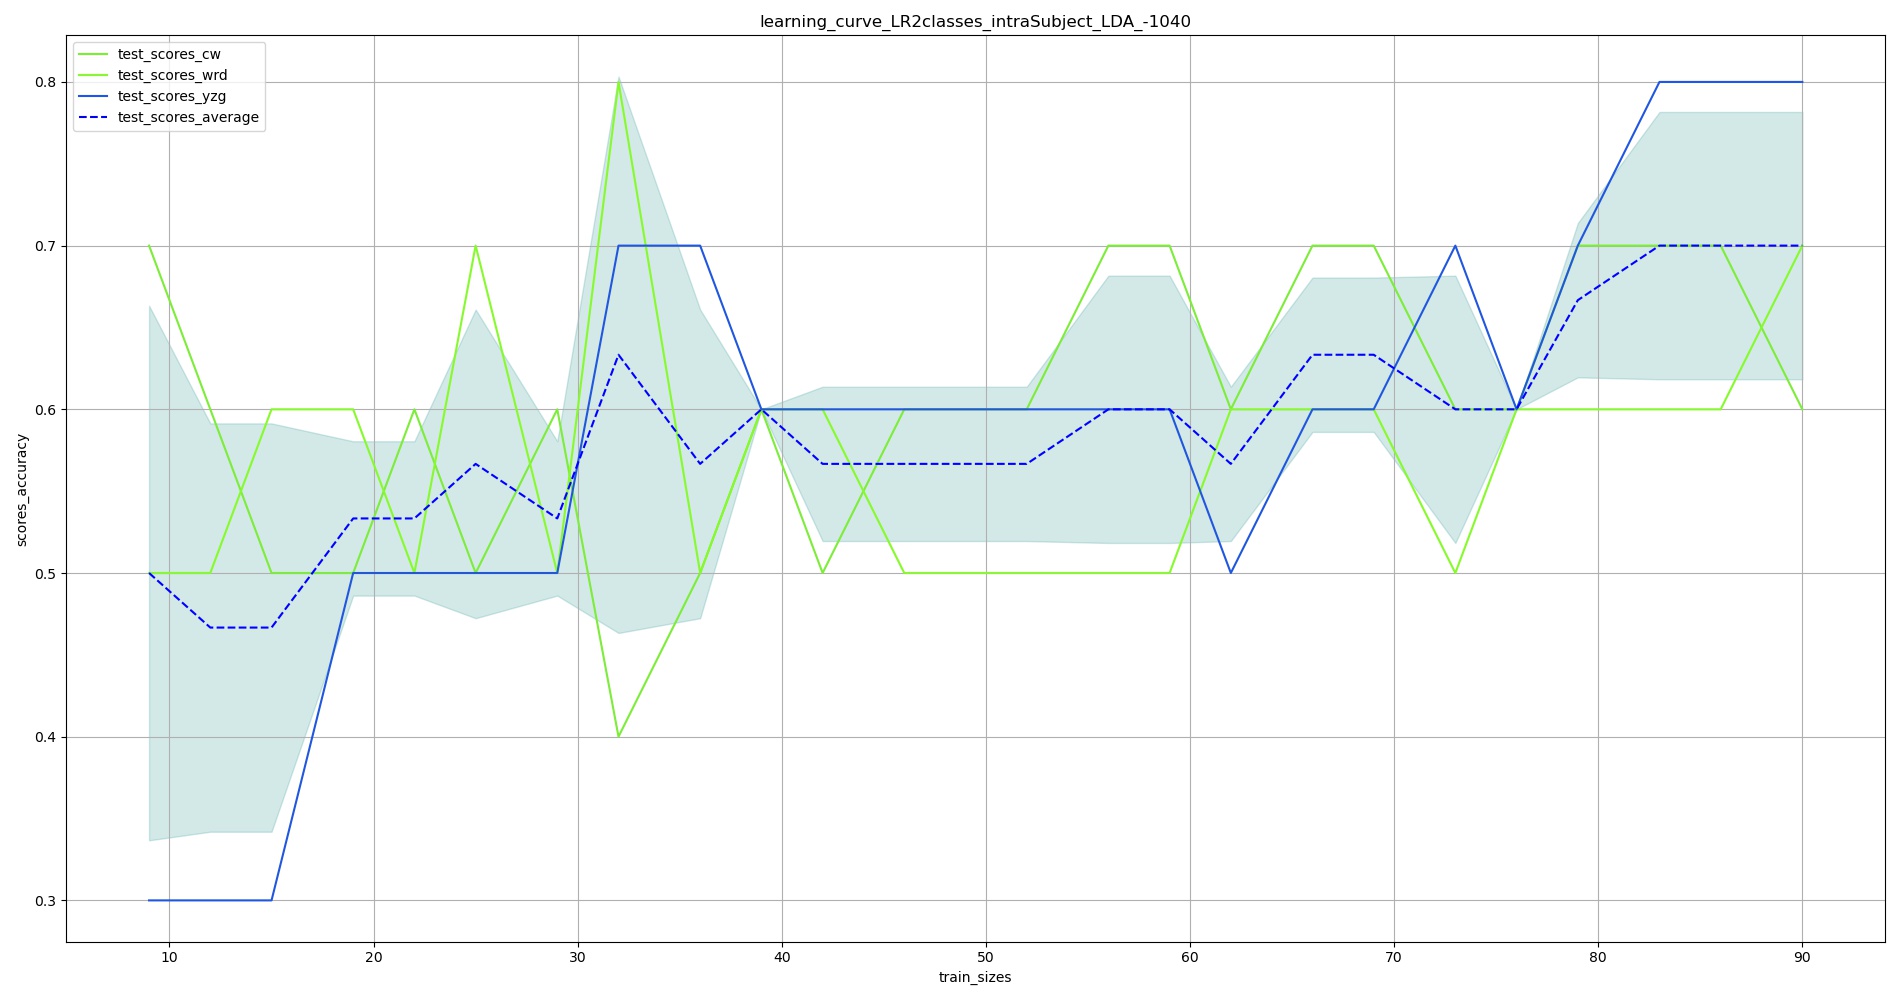 learning_curve_LR2classes_intraSubject_LDA_-1040
test_scores_cw
test_scores_wrd
test_scores_yzg
test_scores_average
scores_accuracy
0.8
0.7
0.6
0.5
0.4
0.3
10 20 30 40 50 60 70 80 90
train_sizes